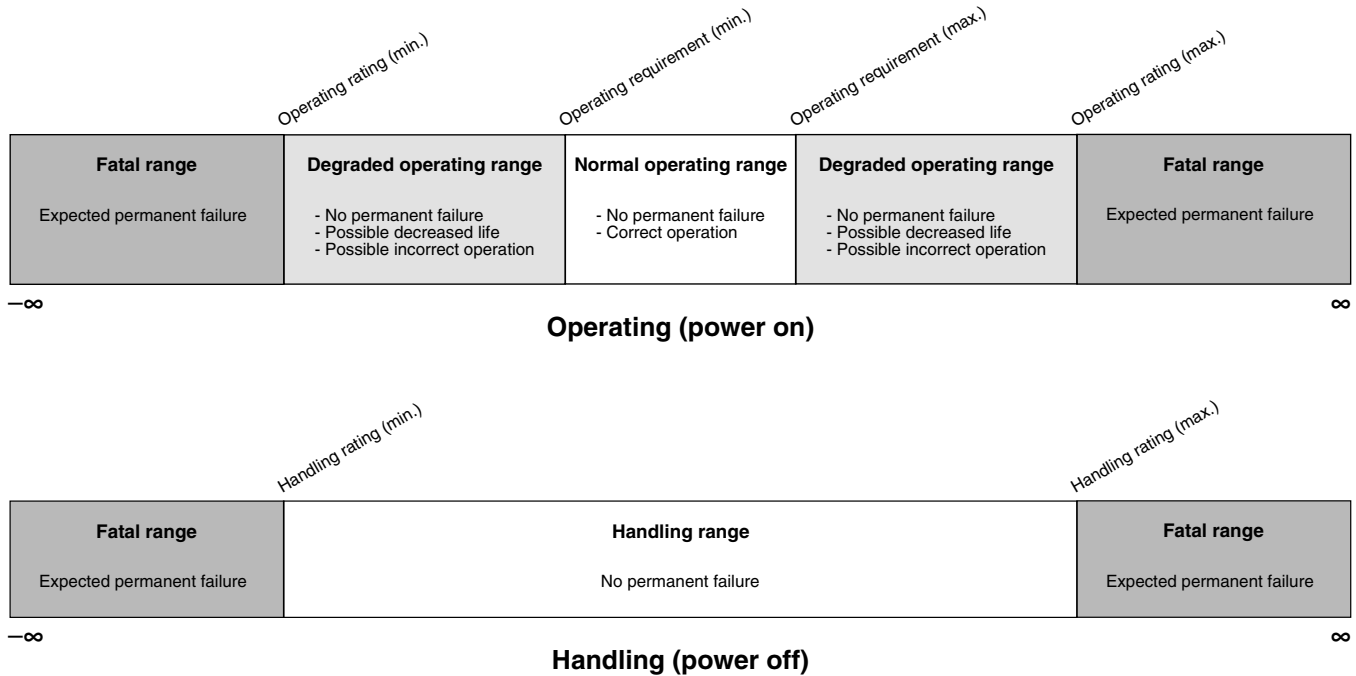 Operating rating (min.)
Operating requirement (min.)
Operating requirement (max.)
Operating rating (max.)
Fatal range
Expected permanent failure
Degraded operating range
- No permanent failure
- Possible decreased life
- Possible incorrect operation
Normal operating range
- No permanent failure
- Correct operation
Degraded operating range
- No permanent failure
- Possible decreased life
- Possible incorrect operation
Fatal range
Expected permanent failure
–∞
∞
Operating (power on)
Handling rating (min.)
Handling rating (max.)
Fatal range
Expected permanent failure
Handling range
No permanent failure
Fatal range
Expected permanent failure
–∞
∞
Handling (power off)